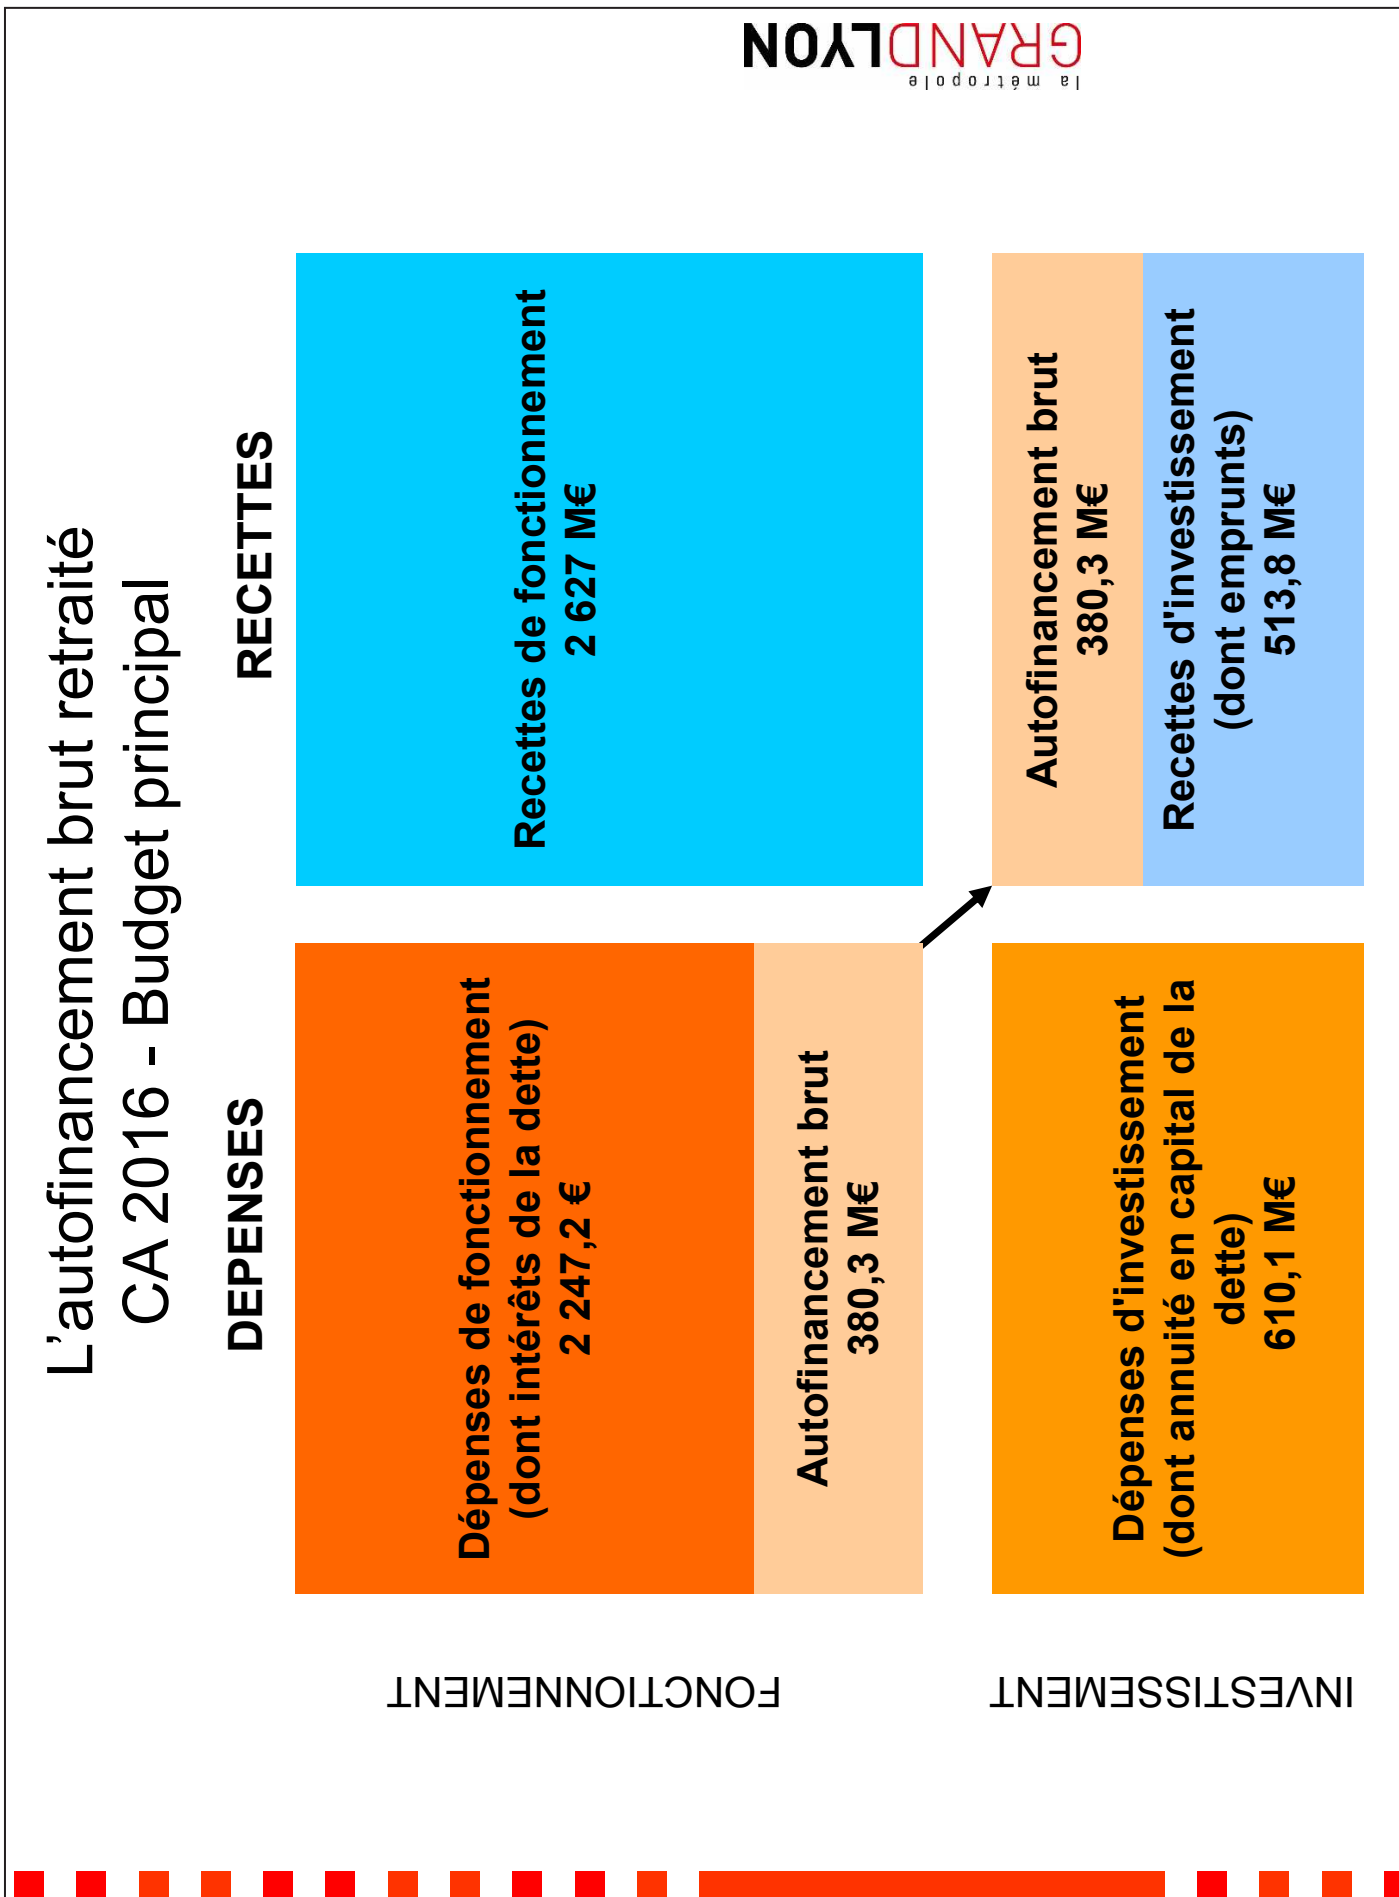 L'autofinancement brut retraité
CA 2016 - Budget principal
DEPENSES
RECETTES
FONCTIONNEMENT
Dépenses de fonctionnement
(dont intérêts de la dette)
2 247,2 €
Autofinancement brut
380,3 M€
Recettes de fonctionnement
2 627 M€
INVESTISSEMENT
Dépenses d'investissement
(dont annuité en capital de la
dette)
610,1 M€
Autofinancement brut
380,3 M€
Recettes d'investissement
(dont emprunts)
513,8 M€
la métropole
GRANDLYON